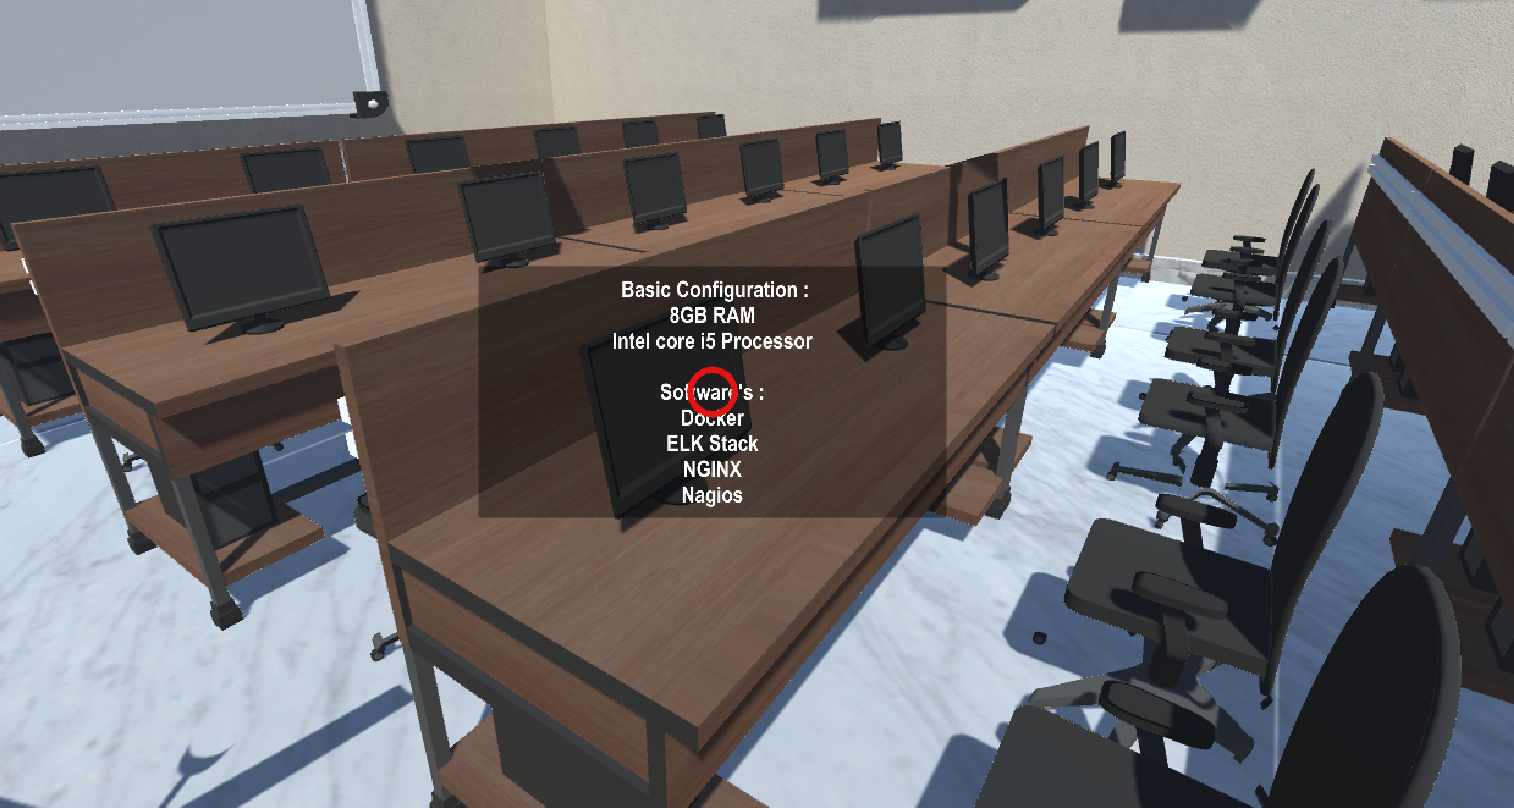 Basic Configuration :
8GB RAM
Intel core i5 Processor
Software's :
Docker
ELK Stack
NGINX
Nagios